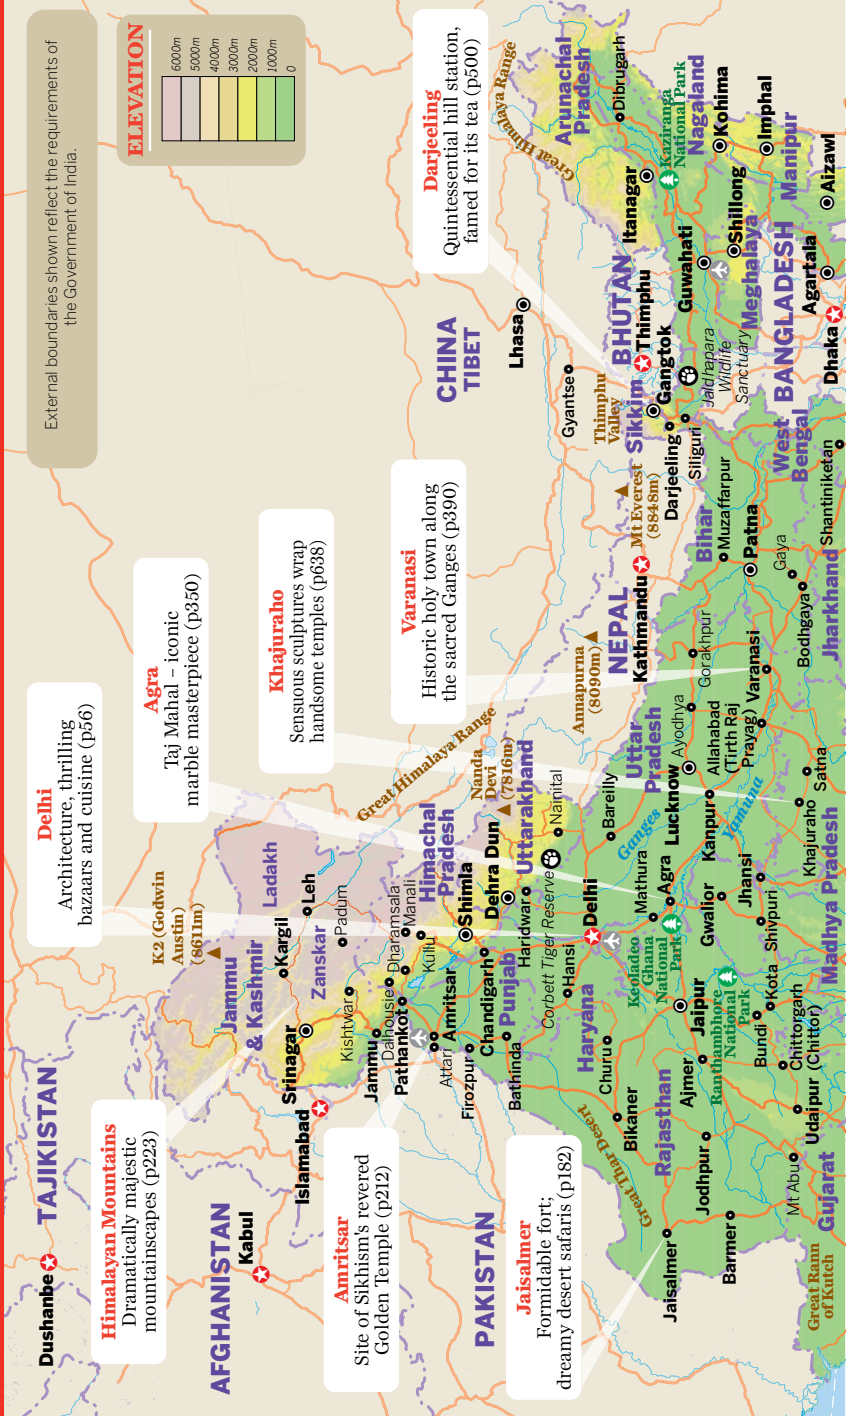 External boundaries shown reflect the requirements of
the Government of India.
ELEVATION
6000m
5000m
4000m
3000m
2000m
1000m
0
Delhi
Architecture, thrilling
bazaars and cuisine (p56)
Agra
Taj Mahal – iconic
marble masterpiece (p350)
Khajuraho
Sensuous sculptures wrap
handsome temples (p638)
Varanasi
Historic holy town along
the sacred Ganges (p390)
Darjeeling
Quintessential hill station,
famed for its tea (p500)
Himalayan Mountains
Dramatically majestic
mountainscapes (p223)
Amritsar
Site of Sikhism's revered
Golden Temple (p212)
Jaisalmer
Formidable fort;
dreamy desert safaris (p182)
Dushanbe
TAJIKISTAN
AFGHANISTAN
Kabul
Islamabad
PAKISTAN
K2 (Godwin
Austin)
(8611m)
Jammu
& Kashmir
Ladakh
Zanskar
Kargil
Leh
Padum
Srinagar
Kishtwar
Jammu
Dalhousie
Pathankot
Dharamsala
Manali
Kullu
Himachal
Pradesh
Attari
Amritsar
Firozpur
Chandigarh
Punjab
Bathinda
Shimla
Dehra Dun
Haridwar
Uttarakhand
Nanda
Devi
(7816m)
Nainital
Corbett Tiger Reserve
Great Himalaya Range
CHINA
TIBET
Lhasa
Gyantse
Great Himalaya Range
Arunachal
Pradesh
Dibrugarh
Itanagar
Kaziranga
National Park
Nagaland
Kohima
Imphal
Manipur
Aizawl
Guwahati
Shillong
Meghalaya
BANGLADESH
Agartala
Dhaka
BHUTAN
Thimphu
Thimphu
Valley
Sikkim
Gangtok
Jaldhapara
Wildlife
Sanctuary
Darjeeling
Siliguri
West
Bengal
Shantiniketan
Mt Everest
(8848m)
NEPAL
Kathmandu
Annapurna
(8090m)
Bihar
Muzaffarpur
Patna
Gaya
Bodhgaya
Jharkhand
Gorakhpur
Varanasi
Uttar
Pradesh
Ayodhya
Lucknow
Allahabad
(Tirth Raj
Prayag)
Kanpur
Ganges
Yamuna
Bareilly
Satna
Khajuraho
Madhya Pradesh
Jhansi
Shivpuri
Gwalior
Agra
Mathura
Delhi
Hansi
Haryana
Keoladeo
Ghana
National
Park
Jaipur
Ranthambhore
National
Park
Kota
Bundi
Chittorgarh
Udaipur (Chittor)
Churu
Bikaner
Great Thar Desert
Rajasthan
Ajmer
Jodhpur
Jaisalmer
Barmer
Mt Abu
Gujarat
Great Rann
of Kutch